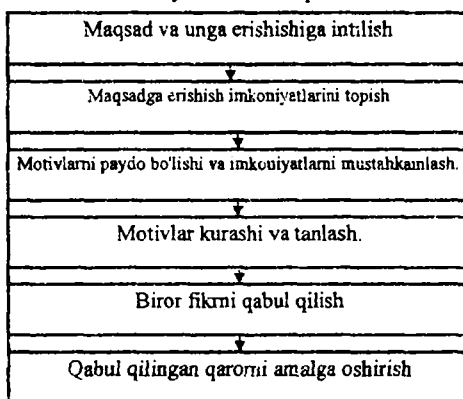 Maqsad va unga erishishiga intilish
Maqsadga erishish imkoniyatlarini topish
Motivlarni paydo bo'lishi va imkoniyatlarni mustahkamlash.
Motivlar kurashi va tanlash.
Biror fikrni qabul qilish
Qabul qilingan qarorni amalga oshirish